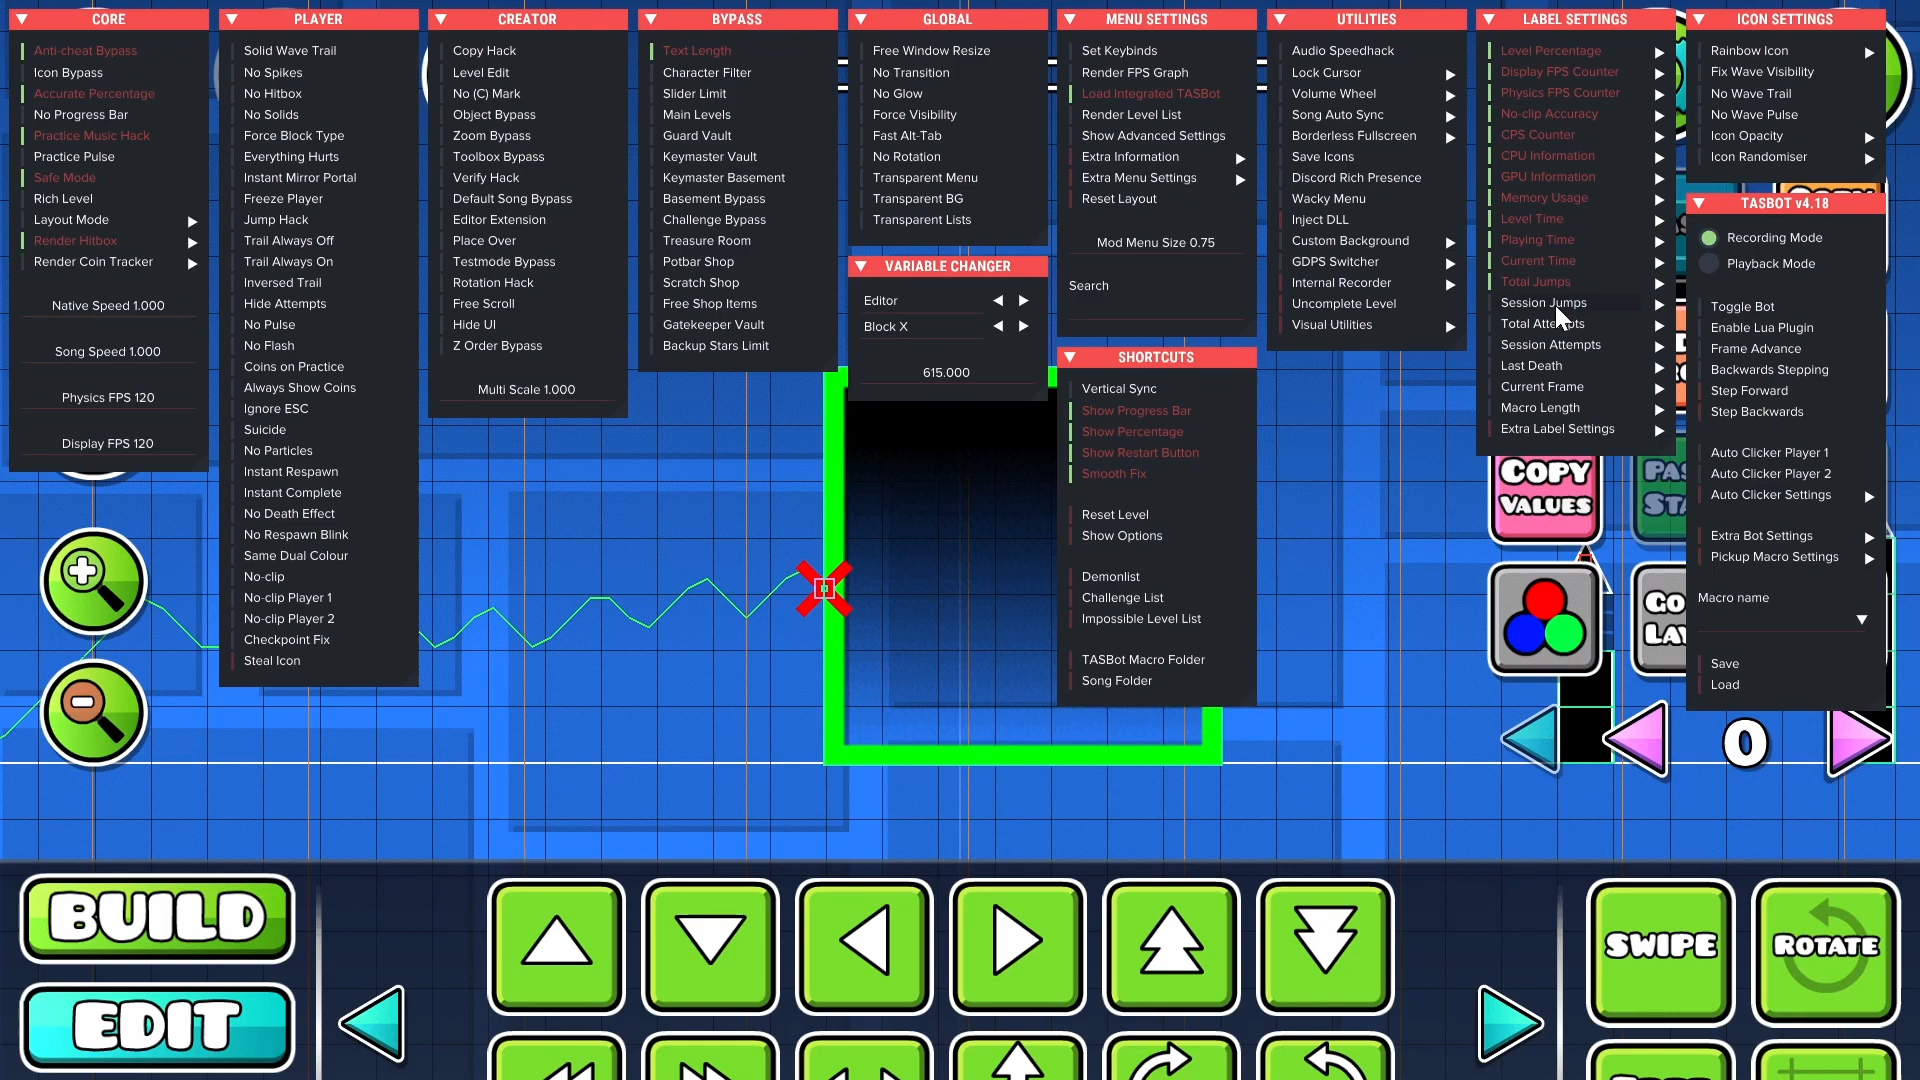 CORE
Anti-cheat Bypass
Icon Bypass
Accurate Percentage
No Progress Bar
Practice Music Hack
Practice Pulse
Safe Mode
Rich Level
Layout Mode
Render Hitbox
Render Coin Tracker
Native Speed 1.000
Song Speed 1.000
Physics FPS 120
Display FPS 120
PLAYER
Solid Wave Trail
No Spikes
No Hitbox
No Solids
Force Block Type
Everything Hurts
Instant Mirror Portal
Freeze Player
Jump Hack
Trail Always Off
Trail Always On
Inversed Trail
Hide Attempts
No Pulse
No Flash
Coins on Practice
Always Show Coins
Ignore ESC
Suicide
No Particles
Instant Respawn
Instant Complete
No Death Effect
No Respawn Blink
Same Dual Colour
No-clip
No-clip Player 1
No-clip Player 2
Checkpoint Fix
Steal Icon
CREATOR
Copy Hack
Level Edit
No (C) Mark
Object Bypass
Zoom Bypass
Toolbox Bypass
Verify Hack
Default Song Bypass
Editor Extension
Place Over
Testmode Bypass
Rotation Hack
Free Scroll
Hide UI
Z Order Bypass
Multi Scale 1.000
BYPASS
Text Length
Character Filter
Slider Limit
Main Levels
Guard Vault
Keymaster Vault
Keymaster Basement
Basement Bypass
Challenge Bypass
Treasure Room
Potbar Shop
Scratch Shop
Free Shop Items
Gatekeeper Vault
Backup Stars Limit
GLOBAL
Free Window Resize
No Transition
No Glow
Force Visibility
Fast Alt-Tab
No Rotation
Transparent Menu
Transparent BG
Transparent Lists
VARIABLE CHANGER
Editor
Block X
615.000
MENU SETTINGS
Set Keybinds
Render FPS Graph
Load Integrated TASBot
Render Level List
Show Advanced Settings
Extra Information
Extra Menu Settings
Reset Layout
Mod Menu Size 0.75
Search
SHORTCUTS
Vertical Sync
Show Progress Bar
Show Percentage
Show Restart Button
Smooth Fix
Reset Level
Show Options
Demonlist
Challenge List
Impossible Level List
TASBot Macro Folder
Song Folder
UTILITIES
Audio Speedhack
Lock Cursor
Volume Wheel
Song Auto Sync
Borderless Fullscreen
Save Icons
Discord Rich Presence
Wacky Menu
Inject DLL
Custom Background
GDPS Switcher
Internal Recorder
Uncomplete Level
Visual Utilities
LABEL SETTINGS
Level Percentage
Display FPS Counter
Physics FPS Counter
No-clip Accuracy
CPS Counter
CPU Information
GPU Information
Memory Usage
Level Time
Playing Time
Current Time
Total Jumps
Session Jumps
Total Attempts
Session Attempts
Last Death
Current Frame
Macro Length
Extra Label Settings
ICON SETTINGS
Rainbow Icon
Fix Wave Visibility
No Wave Trail
No Wave Pulse
Icon Opacity
Icon Randomiser
TASBOT v4.18
Recording Mode
Playback Mode
Toggle Bot
Enable Lua Plugin
Frame Advance
Backwards Stepping
Step Forward
Step Backwards
Auto Clicker Player 1
Auto Clicker Player 2
Auto Clicker Settings
Extra Bot Settings
Pickup Macro Settings
Macro name
Save
Load
COPY
VALUES
0
BUILD
EDIT
SWIPE
ROTATE